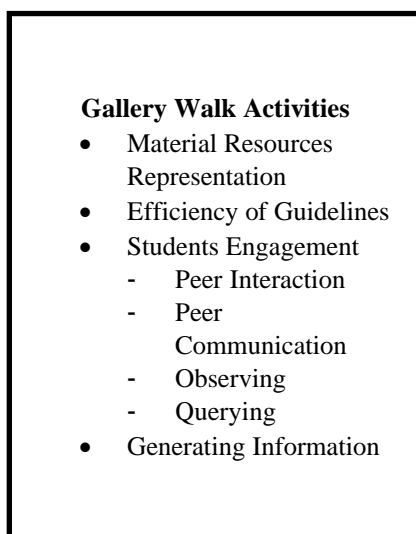 Gallery Walk Activities
• Material Resources
Representation
• Efficiency of Guidelines
• Students Engagement
- Peer Interaction
- Peer
Communication
- Observing
- Querying
• Generating Information